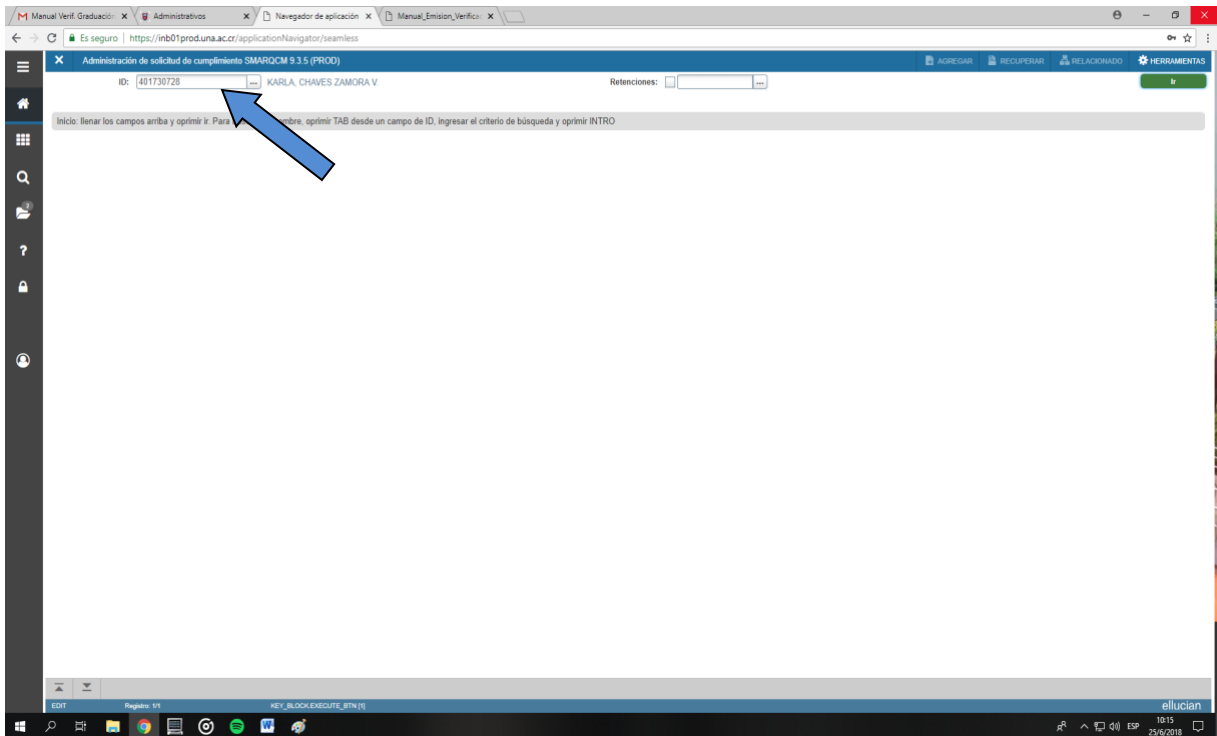 Manual Verif. Graduación Administrativos Navegador de aplicación Manual_Emision_Verifica
Es seguro | https://inb01prod.una.ac.cr/applicationNavigator/seamless
Administración de solicitud de cumplimiento SMARQCM 9.3.5 (PROD) AGREGAR RECUPERAR RELACIONADO HERRAMIENTAS
ID: 401730728 ... KARLA, CHAVES ZAMORA V. Retenciones: ... Ir
Inicio: llenar los campos arriba y oprimir ir. Para mbre, oprimir TAB desde un campo de ID, ingresar el criterio de búsqueda y oprimir INTRO
?
EDIT Registro: 1/1 KEY_BLOCK.EXECUTE_BTN [1] ellucian
ESP 10:15
25/6/2018